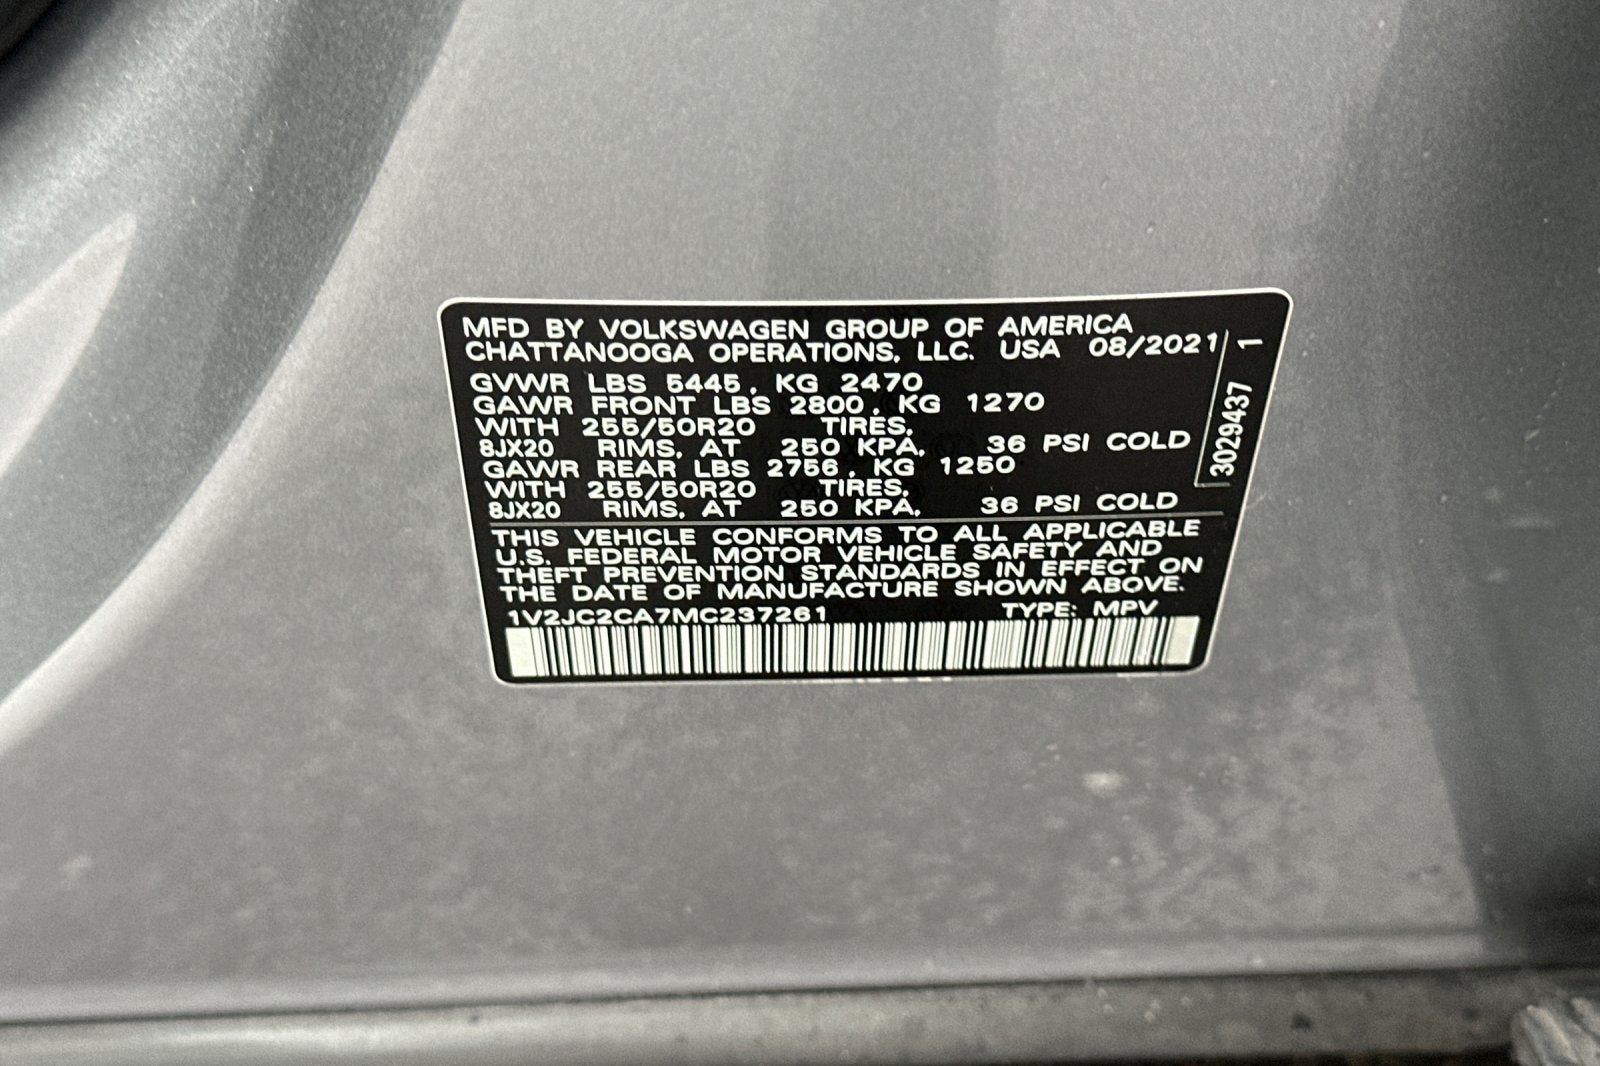 MFD BY VOLKSWAGEN GROUP OF AMERICA
CHATTANOOGA OPERATIONS, LLC. USA 08/2021
GVWR LBS 5445, KG 2470
GAWR FRONT LBS 2800, KG 1270
WITH 255/50R20 TIRES,
8JX20 RIMS, AT 250 KPA, 36 PSI COLD
GAWR REAR LBS 2756, KG 1250
WITH 255/50R20 TIRES,
8JX20 RIMS, AT 250 KPA, 36 PSI COLD
THIS VEHICLE CONFORMS TO ALL APPLICABLE
U.S. FEDERAL MOTOR VEHICLE SAFETY AND
THEFT PREVENTION STANDARDS IN EFFECT ON
THE DATE OF MANUFACTURE SHOWN ABOVE.
1V2JC2CA7MC237261 TYPE: MPV
3029437 1